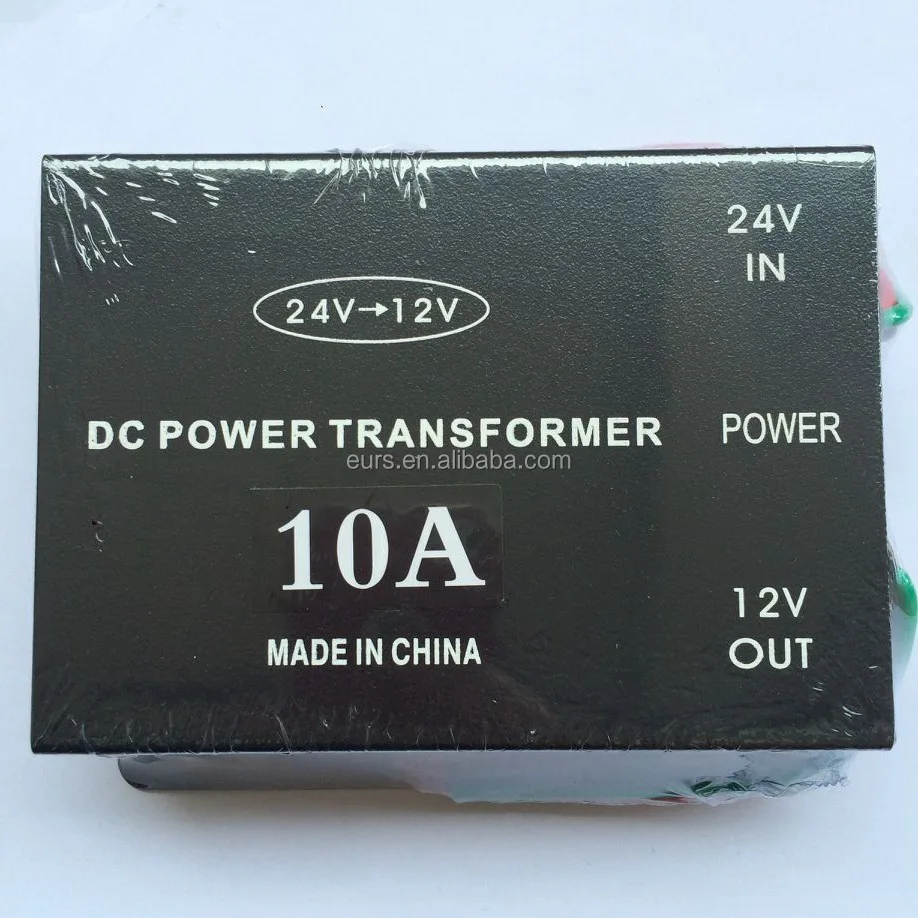 24V
IN
24V→12V
DC POWER TRANSFORMER
POWER
eurs.en.alibaba.com
10A
12V
OUT
MADE IN CHINA